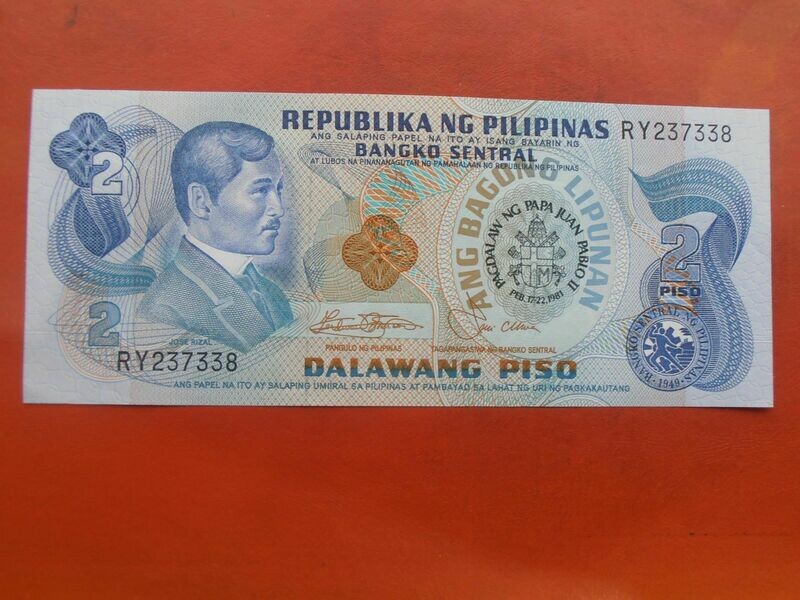 REPUBLIKA NG PILIPINAS
RY237338
ANG SALAPING PAPEL NA ITO AY ISANG BAYARIN NG
BANGKO SENTRAL
AT LUBOS NA PINANANAGUTAN NG PAMAHALAAN NG REPUBLIKA NG PILIPINAS
2
ANG BAGONG LIPUNAN
PAGDALAW NG PAPA JUAN PABLO II
PEB. 17-22, 1981
M
2
PISO
2
JOSE RIZAL
PANGULO NG PILIPINAS
TAGAPANGASIWA NG BANGKO SENTRAL
BANGKO SENTRAL NG PILIPINAS
1949
RY237338
DALAWANG PISO
ANG PAPEL NA ITO AY SALAPING UMIIRAL SA PILIPINAS AT PAMBAYAD SA LAHAT NG URI NG PAGKAKAUTANG